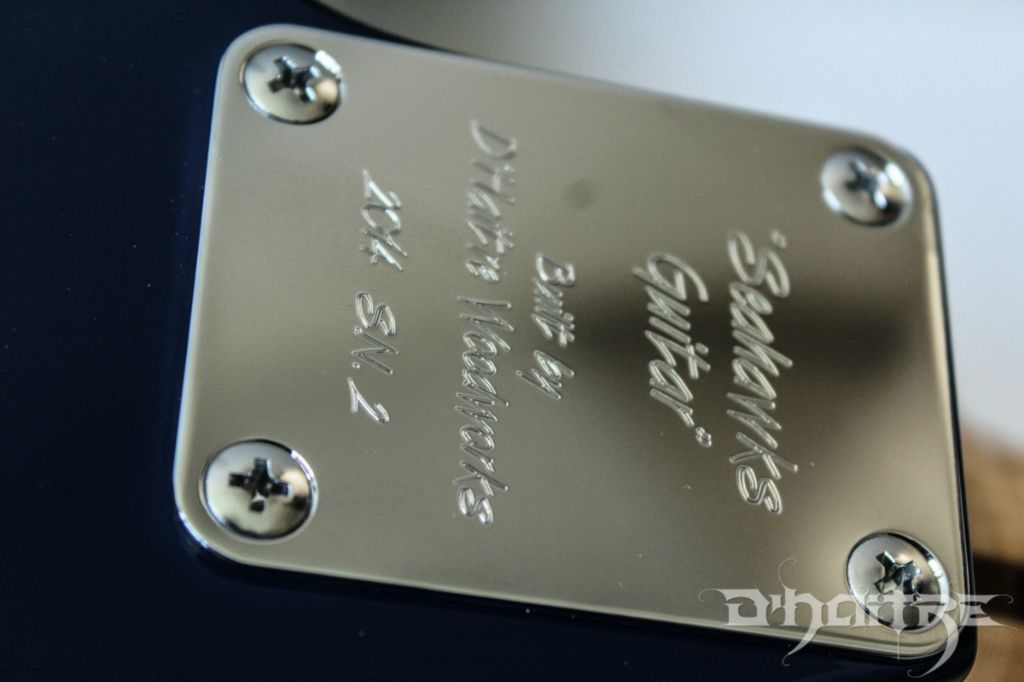 "Seahawks
Guitar"
Built by
D'Haitre Woodworks
2014 S.N. 2
D'HAITRE